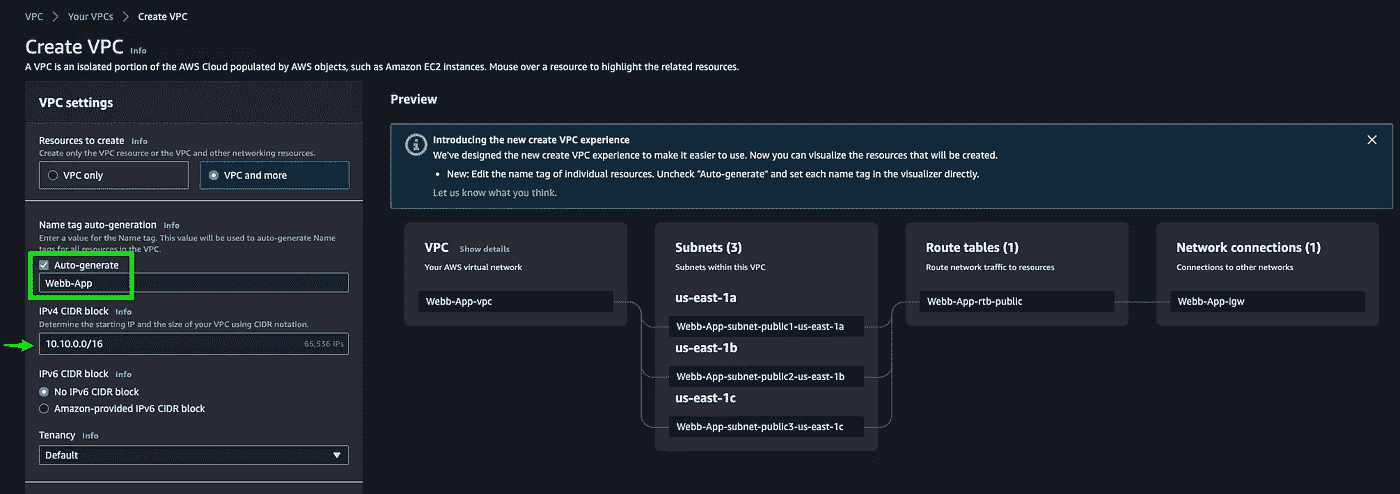 VPC > Your VPCs > Create VPC
Create VPC Info
A VPC is an isolated portion of the AWS Cloud populated by AWS objects, such as Amazon EC2 instances. Mouse over a resource to highlight the related resources.
VPC settings
Resources to create Info
Create only the VPC resource or the VPC and other networking resources.
VPC only
VPC and more
Name tag auto-generation Info
Enter a value for the Name tag. This value will be used to auto-generate Name
tags for all resources in the VPC.
Auto-generate
Webb-App
IPv4 CIDR block Info
Determine the starting IP and the size of your VPC using CIDR notation.
10.10.0.0/16 65,536 IPs
IPv6 CIDR block Info
No IPv6 CIDR block
Amazon-provided IPv6 CIDR block
Tenancy Info
Default
Preview
Introducing the new create VPC experience
We've designed the new create VPC experience to make it easier to use. Now you can visualize the resources that will be created.
• New: Edit the name tag of individual resources. Uncheck "Auto-generate" and set each name tag in the visualizer directly.
Let us know what you think.
VPC Show details
Your AWS virtual network
Webb-App-vpc
Subnets (3)
Subnets within this VPC
us-east-1a
Webb-App-subnet-public1-us-east-1a
us-east-1b
Webb-App-subnet-public2-us-east-1b
us-east-1c
Webb-App-subnet-public3-us-east-1c
Route tables (1)
Route network traffic to resources
Webb-App-rtb-public
Network connections (1)
Connections to other networks
Webb-App-igw